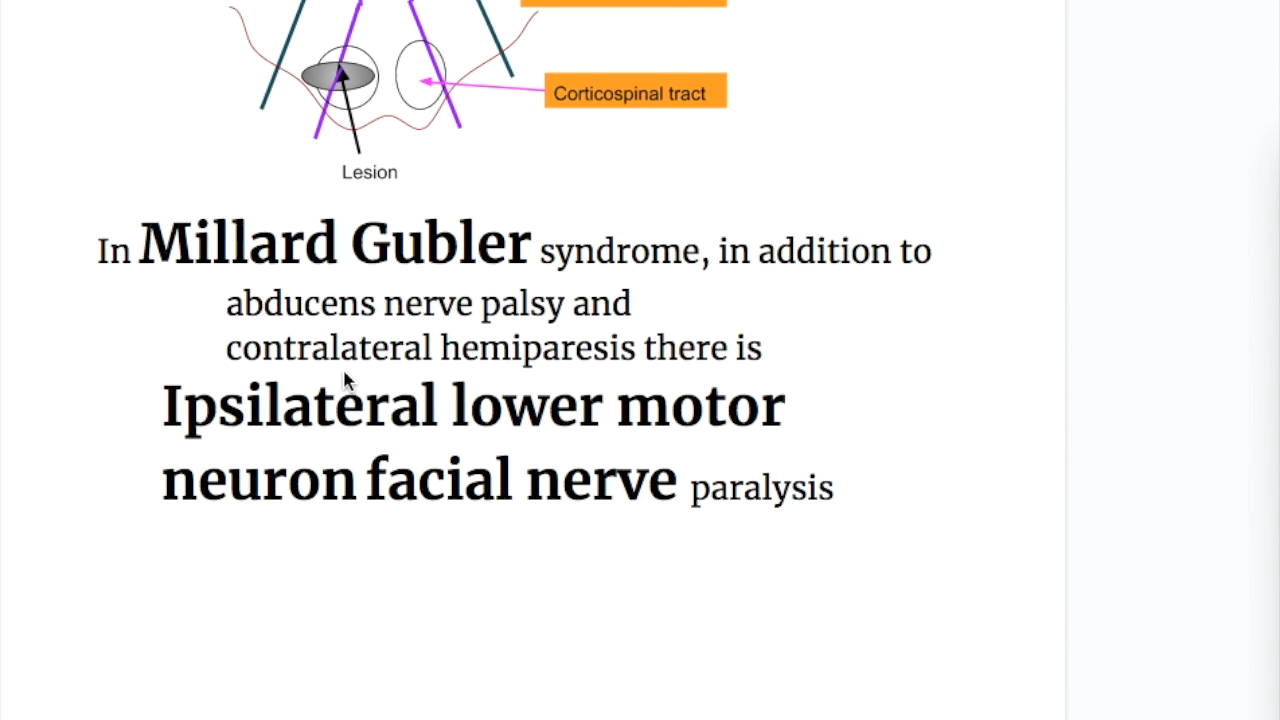 Corticospinal tract
Lesion
In Millard Gubler syndrome, in addition to
abducens nerve palsy and
contralateral hemiparesis there is
Ipsilateral lower motor
neuron facial nerve paralysis